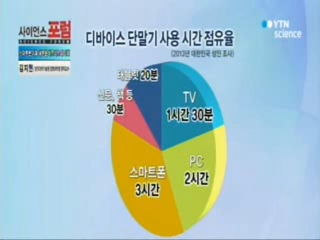 사이언스 포럼
YTN science
김지현
디바이스 단말기 사용 시간 점유율
(2013년 대한민국 성인 조사)
태블릿 20분
신문, 책 등
30분
TV
1시간 30분
PC
2시간
스마트폰
3시간